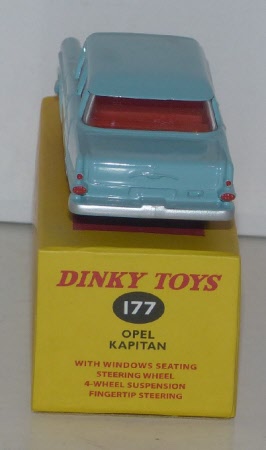 DINKY TOYS
177
OPEL
KAPITAN
WITH WINDOWS SEATING
STEERING WHEEL
4-WHEEL SUSPENSION
FINGERTIP STEERING